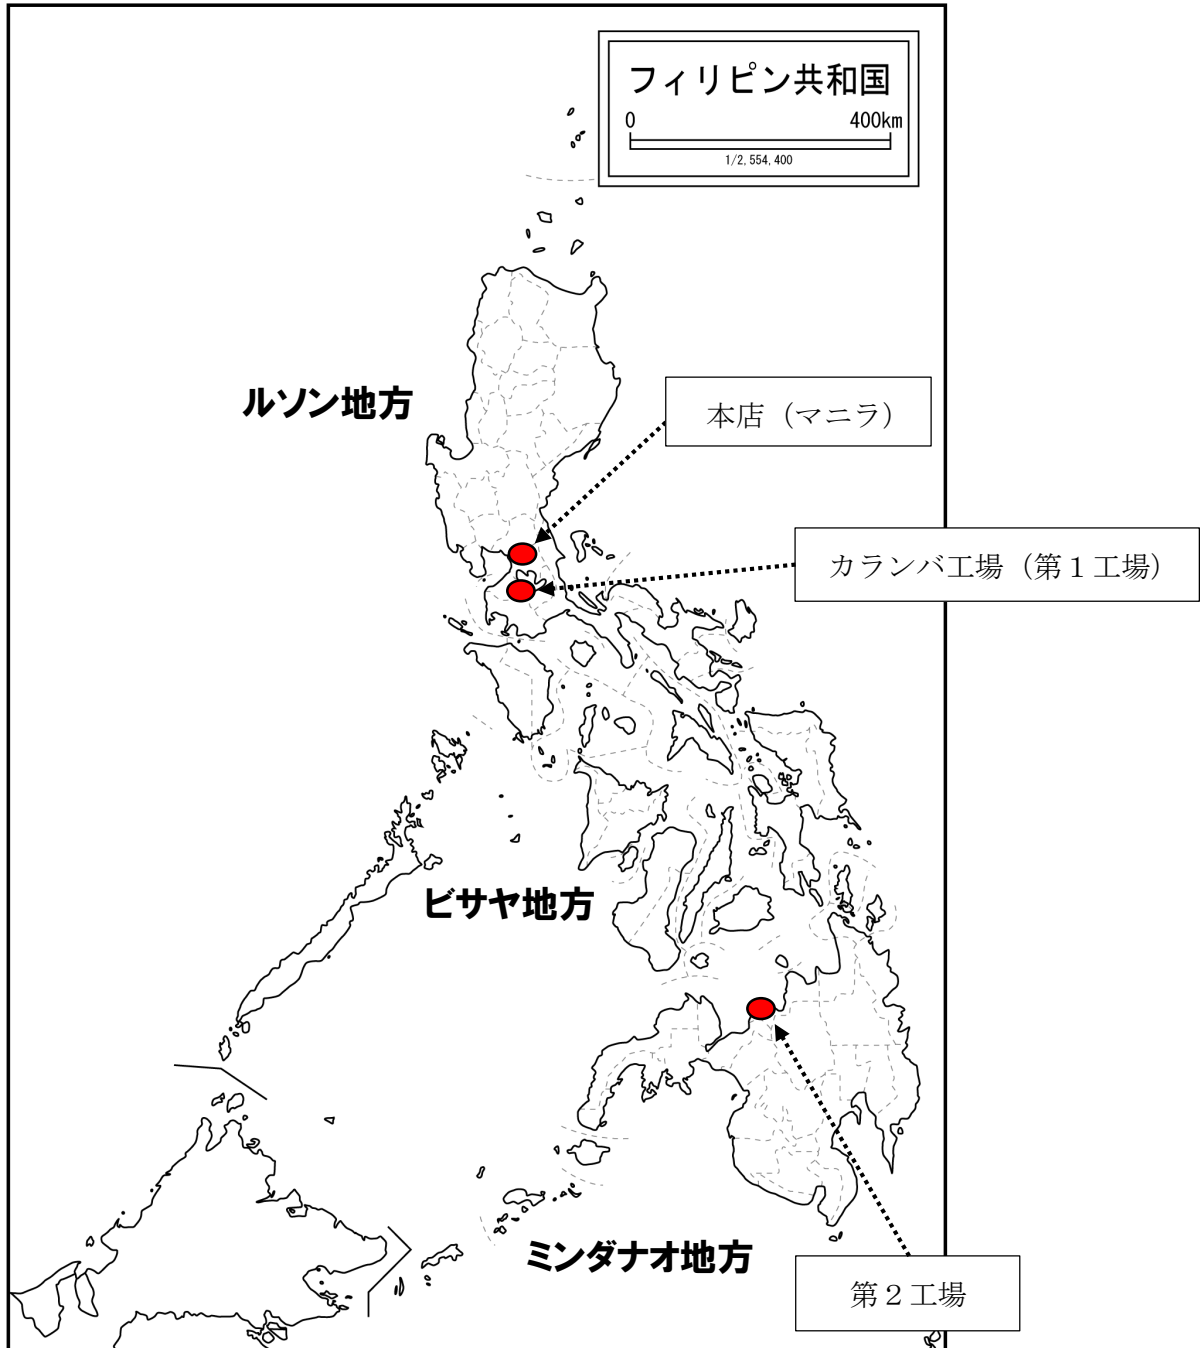 フィリピン共和国
0 400km
1/2,554,400
ルソン地方
本店（マニラ）
カランバ工場（第１工場）
ビサヤ地方
ミンダナオ地方
第２工場